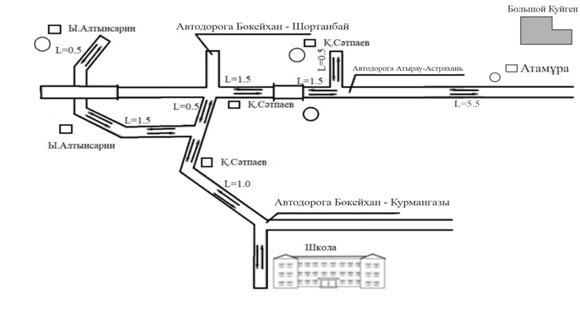 Большой Куйген
Ы.Алтынсарин
Автодорога Бөкейхан - Шортанбай
Қ.Сәтпаев
L=0.5
L=0.5
Атамұра
Автодорога Атырау-Астрахань
L=1.5
L=1.5
L=0.5
Қ.Сәтпаев
L=5.5
L=1.5
Ы.Алтынсарин
Қ.Сәтпаев
L=1.0
Автодорога Бөкейхан - Курмангазы
Школа